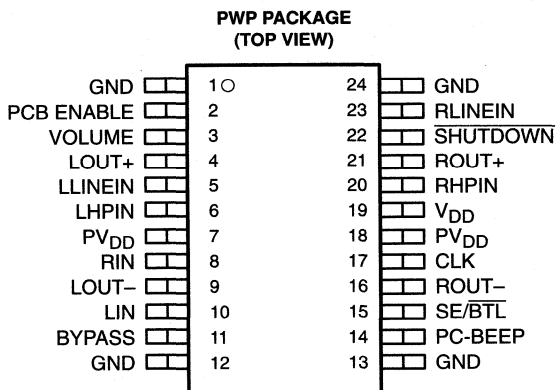 PWP PACKAGE
(TOP VIEW)
GND 1 24 GND
PCB ENABLE 2 23 RLINEIN
VOLUME 3 22 SHUTDOWN
LOUT+ 4 21 ROUT+
LLINEIN 5 20 RHPIN
LHPIN 6 19 VDD
PVDD 7 18 PVDD
RIN 8 17 CLK
LOUT– 9 16 ROUT–
LIN 10 15 SE/BTL
BYPASS 11 14 PC-BEEP
GND 12 13 GND